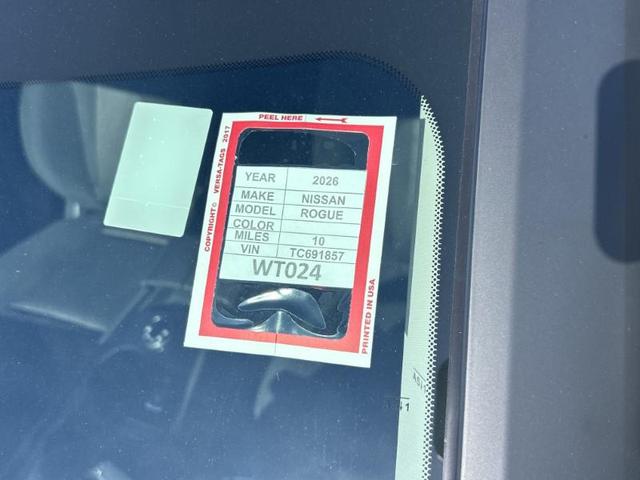 PEEL HERE
COPYRIGHT© VERSA-TAGS 2017
YEAR 2026
MAKE NISSAN
MODEL ROGUE
COLOR
MILES 10
VIN TC691857
WT024
PRINTED IN USA